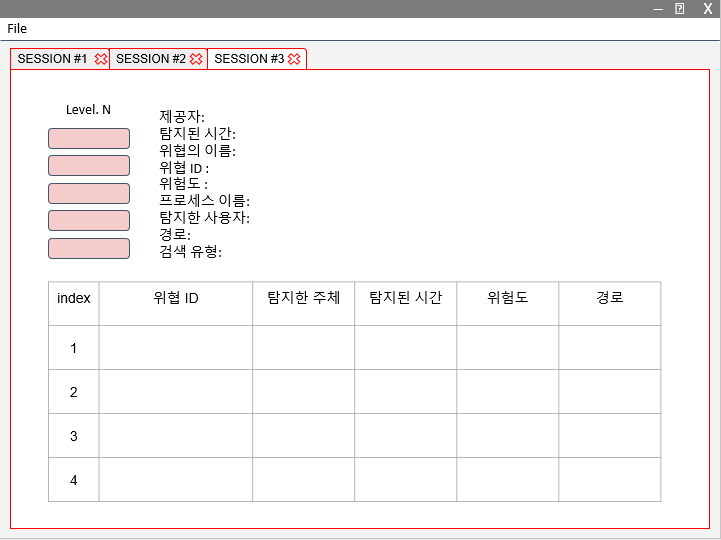 File
SESSION #1 SESSION #2 SESSION #3
Level. N
제공자:
탐지된 시간:
위협의 이름:
위협 ID :
위험도 :
프로세스 이름:
탐지한 사용자:
경로:
검색 유형:
index 위협 ID 탐지한 주체 탐지된 시간 위험도 경로
1
2
3
4